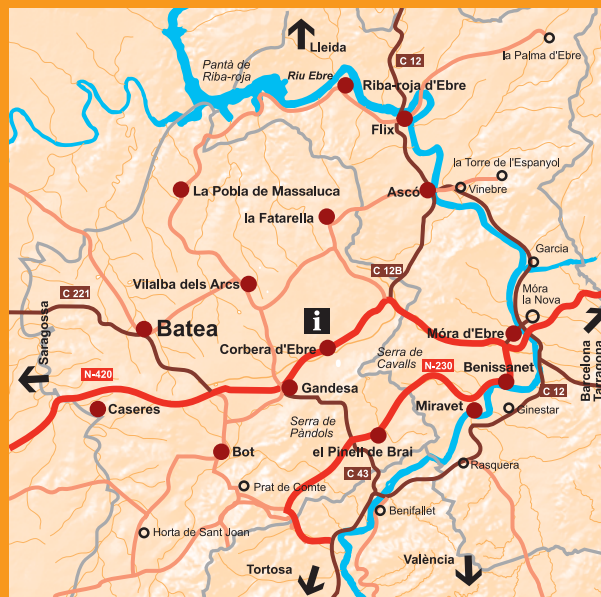 Lleida
C 12
la Palma d'Ebre
Pantà de
Riba-roja
Riu Ebre
Riba-roja d'Ebre
Flix
la Torre de l'Espanyol
La Pobla de Massaluca
Ascó
Vinebre
la Fatarella
Garcia
C 12B
Vilalba dels Arcs
Móra
la Nova
C 221
Batea
i
Móra d'Ebre
Saragossa
Corbera d'Ebre
Serra de
Cavalls
N-230
Benissanet
Barcelona
Tarragona
N-420
Gandesa
C 12
Caseres
Miravet
Ginestar
Serra de
Pàndols
Bot
el Pinell de Brai
Rasquera
C 43
Prat de Comte
Benifallet
Horta de Sant Joan
València
Tortosa